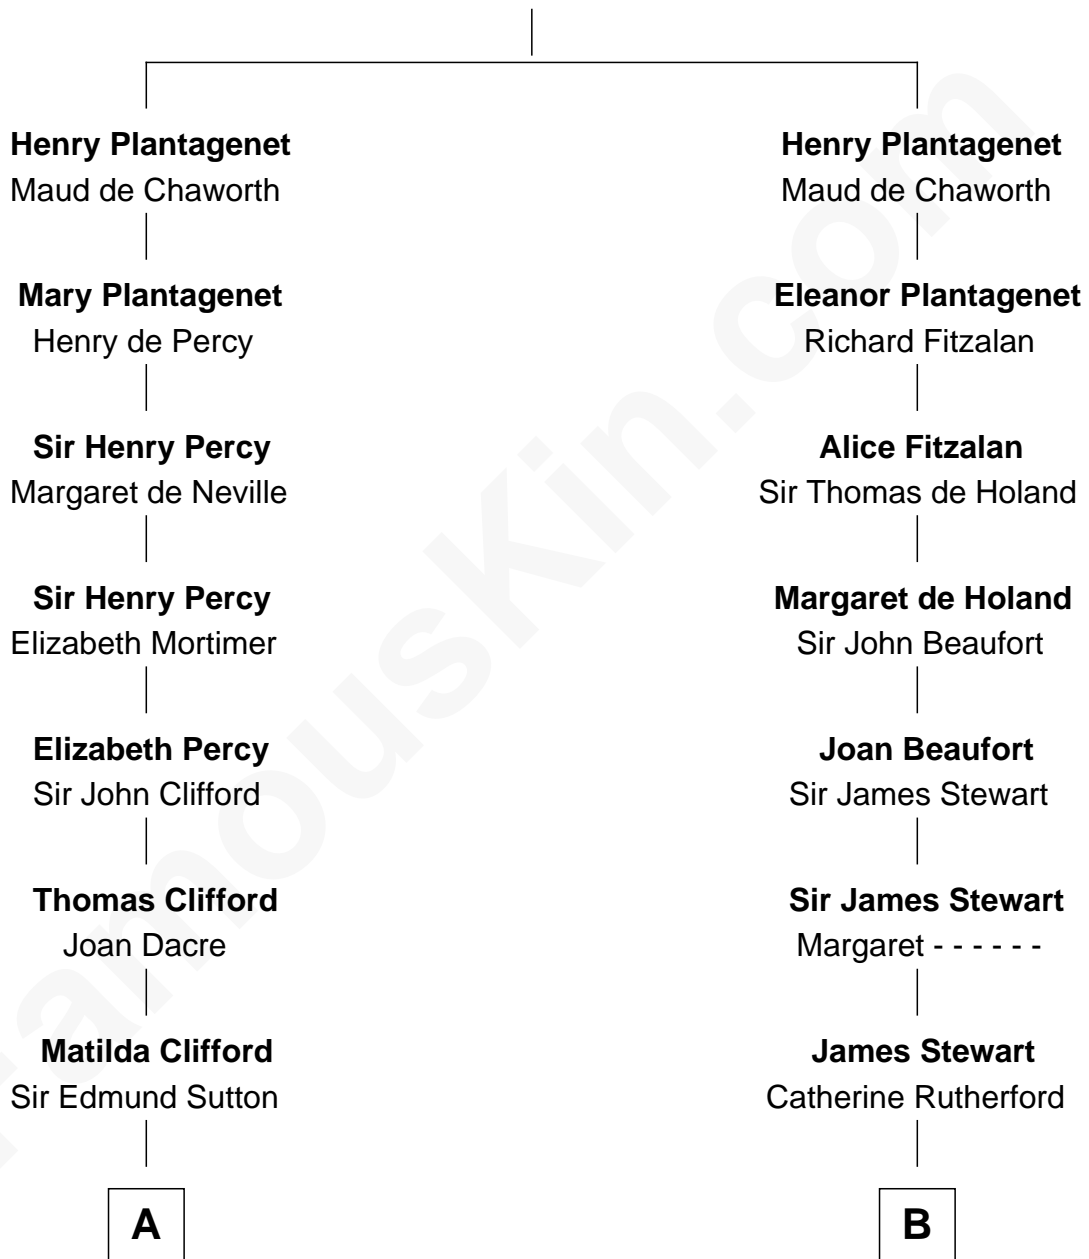 Henry Plantagenet
Maud de Chaworth
Mary Plantagenet
Henry de Percy
Sir Henry Percy
Margaret de Neville
Sir Henry Percy
Elizabeth Mortimer
Elizabeth Percy
Sir John Clifford
Thomas Clifford
Joan Dacre
Matilda Clifford
Sir Edmund Sutton
A
Henry Plantagenet
Maud de Chaworth
Eleanor Plantagenet
Richard Fitzalan
Alice Fitzalan
Sir Thomas de Holand
Margaret de Holand
Sir John Beaufort
Joan Beaufort
Sir James Stewart
Sir James Stewart
Margaret - - - - - -
James Stewart
Catherine Rutherford
B
FamousKin.com